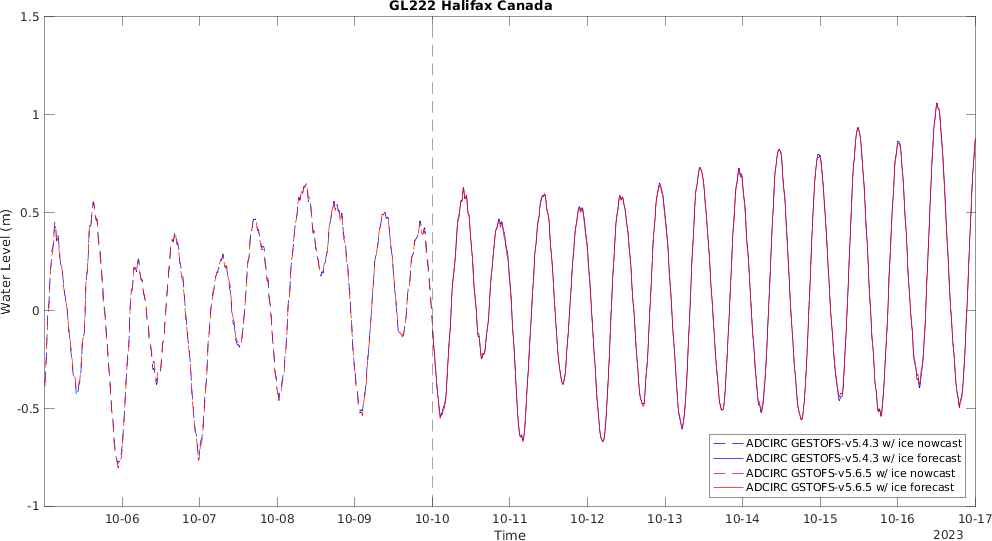 GL222 Halifax Canada
1.5
1
0.5
0
-0.5
-1
Water Level (m)
10-06 10-07 10-08 10-09 10-10 10-11 10-12 10-13 10-14 10-15 10-16 10-17
Time
2023
ADCIRC GESTOFS-v5.4.3 w/ ice nowcast
ADCIRC GESTOFS-v5.4.3 w/ ice forecast
ADCIRC GSTOFS-v5.6.5 w/ ice nowcast
ADCIRC GSTOFS-v5.6.5 w/ ice forecast